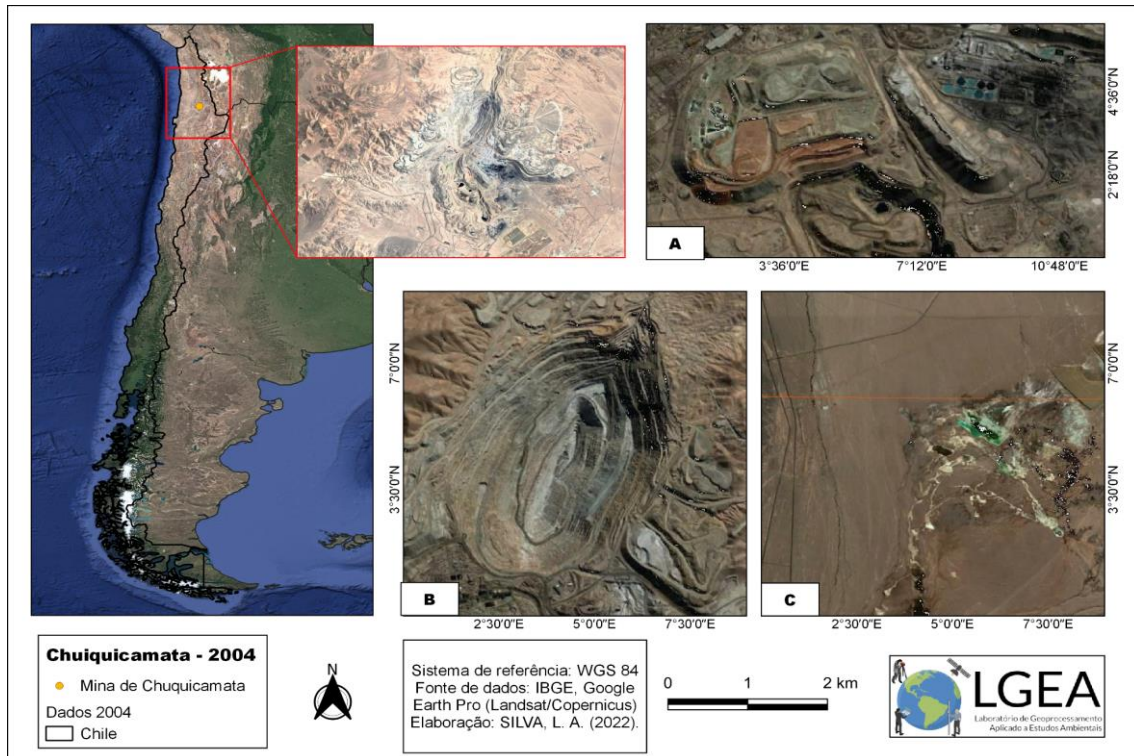 A
4°36'0"N
2°18'0"N
3°36'0"E
7°12'0"E
10°48'0"E
B
7°0'0"N
3°30'0"N
2°30'0"E
5°0'0"E
7°30'0"E
C
7°0'0"N
3°30'0"N
2°30'0"E
5°0'0"E
7°30'0"E
Chuiquicamata - 2004
Mina de Chuquicamata
Dados 2004
Chile
N
Sistema de referência: WGS 84
Fonte de dados: IBGE, Google
Earth Pro (Landsat/Copernicus)
Elaboração: SILVA, L. A. (2022).
0 1 2 km
LGEA
Laboratório de Geoprocessamento
Aplicado a Estudos Ambientais